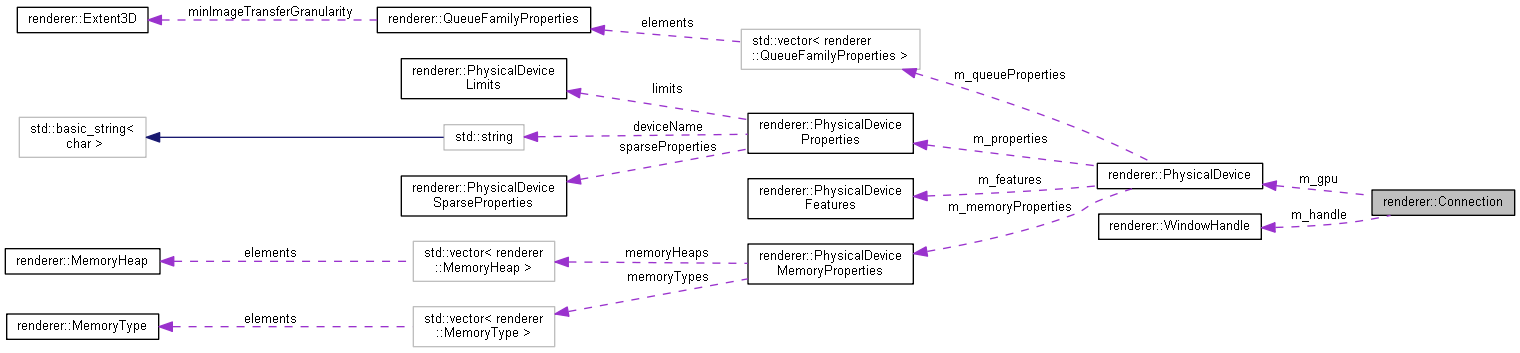 renderer::Extent3D
minImageTransferGranularity
renderer::QueueFamilyProperties
elements
std::vector< renderer
::QueueFamilyProperties >
m_queueProperties
renderer::PhysicalDevice
Limits
limits
std::basic_string<
char >
std::string
deviceName
sparseProperties
renderer::PhysicalDevice
Properties
m_properties
renderer::PhysicalDevice
SparseProperties
renderer::PhysicalDevice
Features
m_features
m_memoryProperties
renderer::PhysicalDevice
m_gpu
renderer::Connection
m_handle
renderer::WindowHandle
renderer::MemoryHeap
elements
std::vector< renderer
::MemoryHeap >
memoryHeaps
memoryTypes
renderer::PhysicalDevice
MemoryProperties
renderer::MemoryType
elements
std::vector< renderer
::MemoryType >